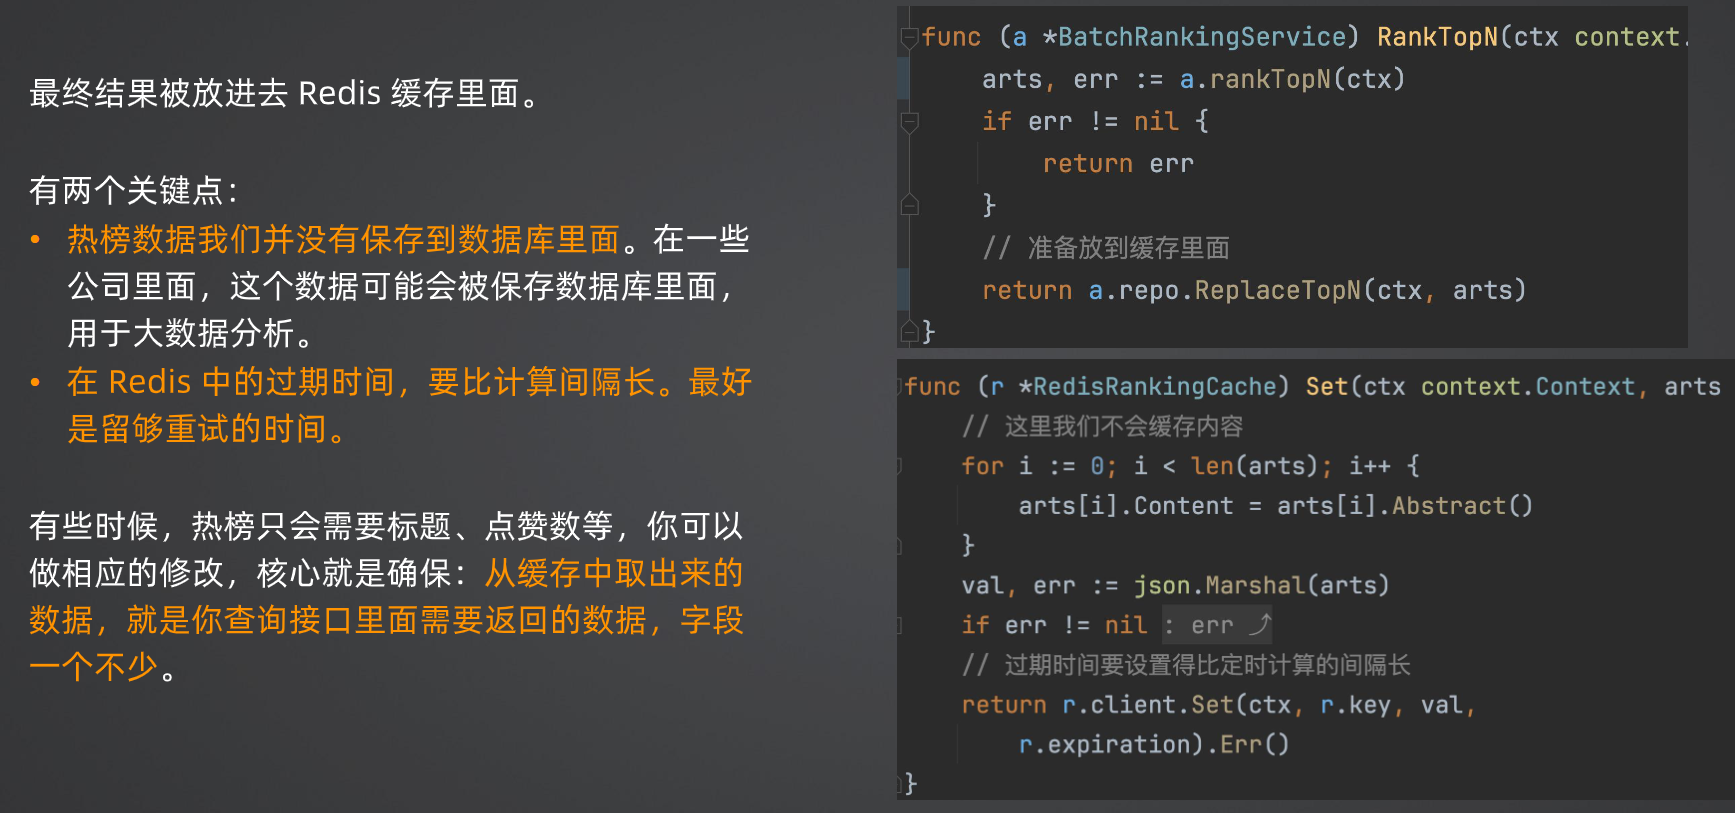 最终结果被放进去 Redis 缓存里面。
有两个关键点：
• 热榜数据我们并没有保存到数据库里面。在一些
公司里面，这个数据可能会被保存数据库里面，
用于大数据分析。
• 在 Redis 中的过期时间，要比计算间隔长。最好
是留够重试的时间。
有些时候，热榜只会需要标题、点赞数等，你可以
做相应的修改，核心就是确保：从缓存中取出来的
数据，就是你查询接口里面需要返回的数据，字段
一个不少。
func (a *BatchRankingService) RankTopN(ctx context.
arts, err := a.rankTopN(ctx)
if err != nil {
return err
}
// 准备放到缓存里面
return a.repo.ReplaceTopN(ctx, arts)
}
func (r *RedisRankingCache) Set(ctx context.Context, arts
// 这里我们不会缓存内容
for i := 0; i < len(arts); i++ {
arts[i].Content = arts[i].Abstract()
}
val, err := json.Marshal(arts)
if err != nil : err ⤴
// 过期时间要设置得比定时计算的间隔长
return r.client.Set(ctx, r.key, val,
r.expiration).Err()
}